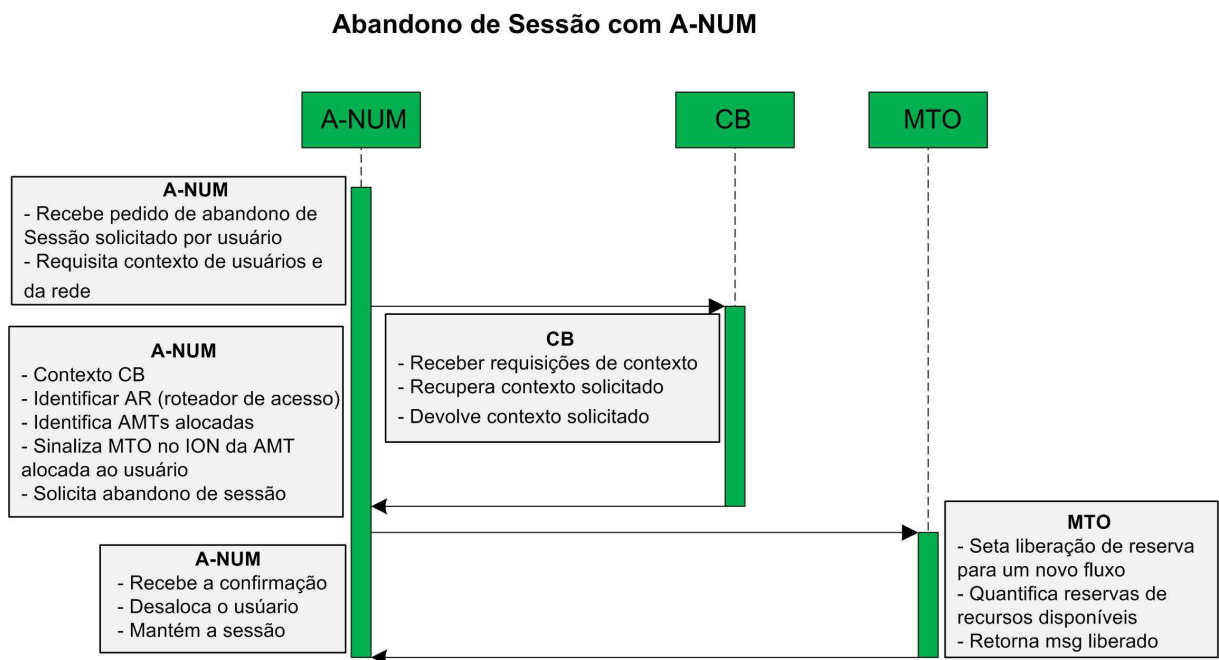 Abandono de Sessão com A-NUM
A-NUM
CB
MTO
A-NUM
- Recebe pedido de abandono de
Sessão solicitado por usuário
- Requisita contexto de usuários e
da rede
CB
- Receber requisições de contexto
- Recupera contexto solicitado
- Devolve contexto solicitado
A-NUM
- Contexto CB
- Identificar AR (roteador de acesso)
- Identifica AMTs alocadas
- Sinaliza MTO no ION da AMT
alocada ao usuário
- Solicita abandono de sessão
MTO
- Seta liberação de reserva
para um novo fluxo
- Quantifica reservas de
recursos disponíveis
- Retorna msg liberado
A-NUM
- Recebe a confirmação
- Desaloca o usúario
- Mantém a sessão